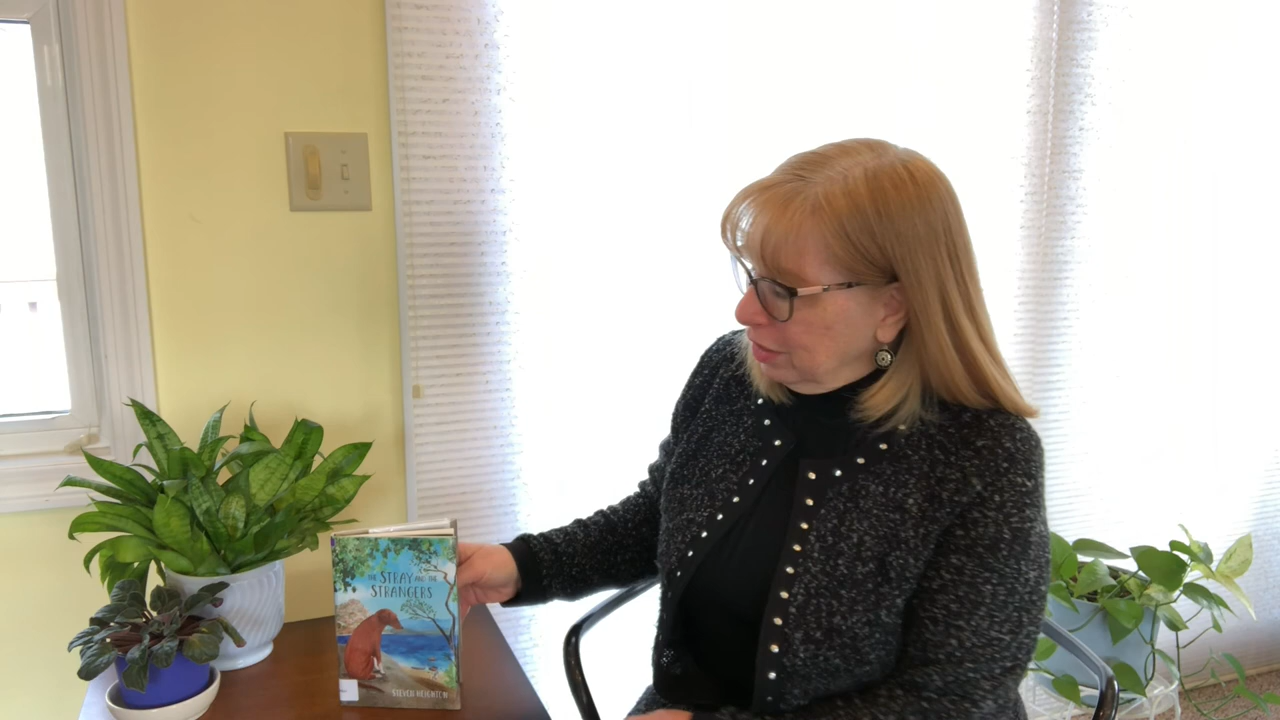 THE STRAY AND THE
STRANGERS
STEVEN HEIGHTON